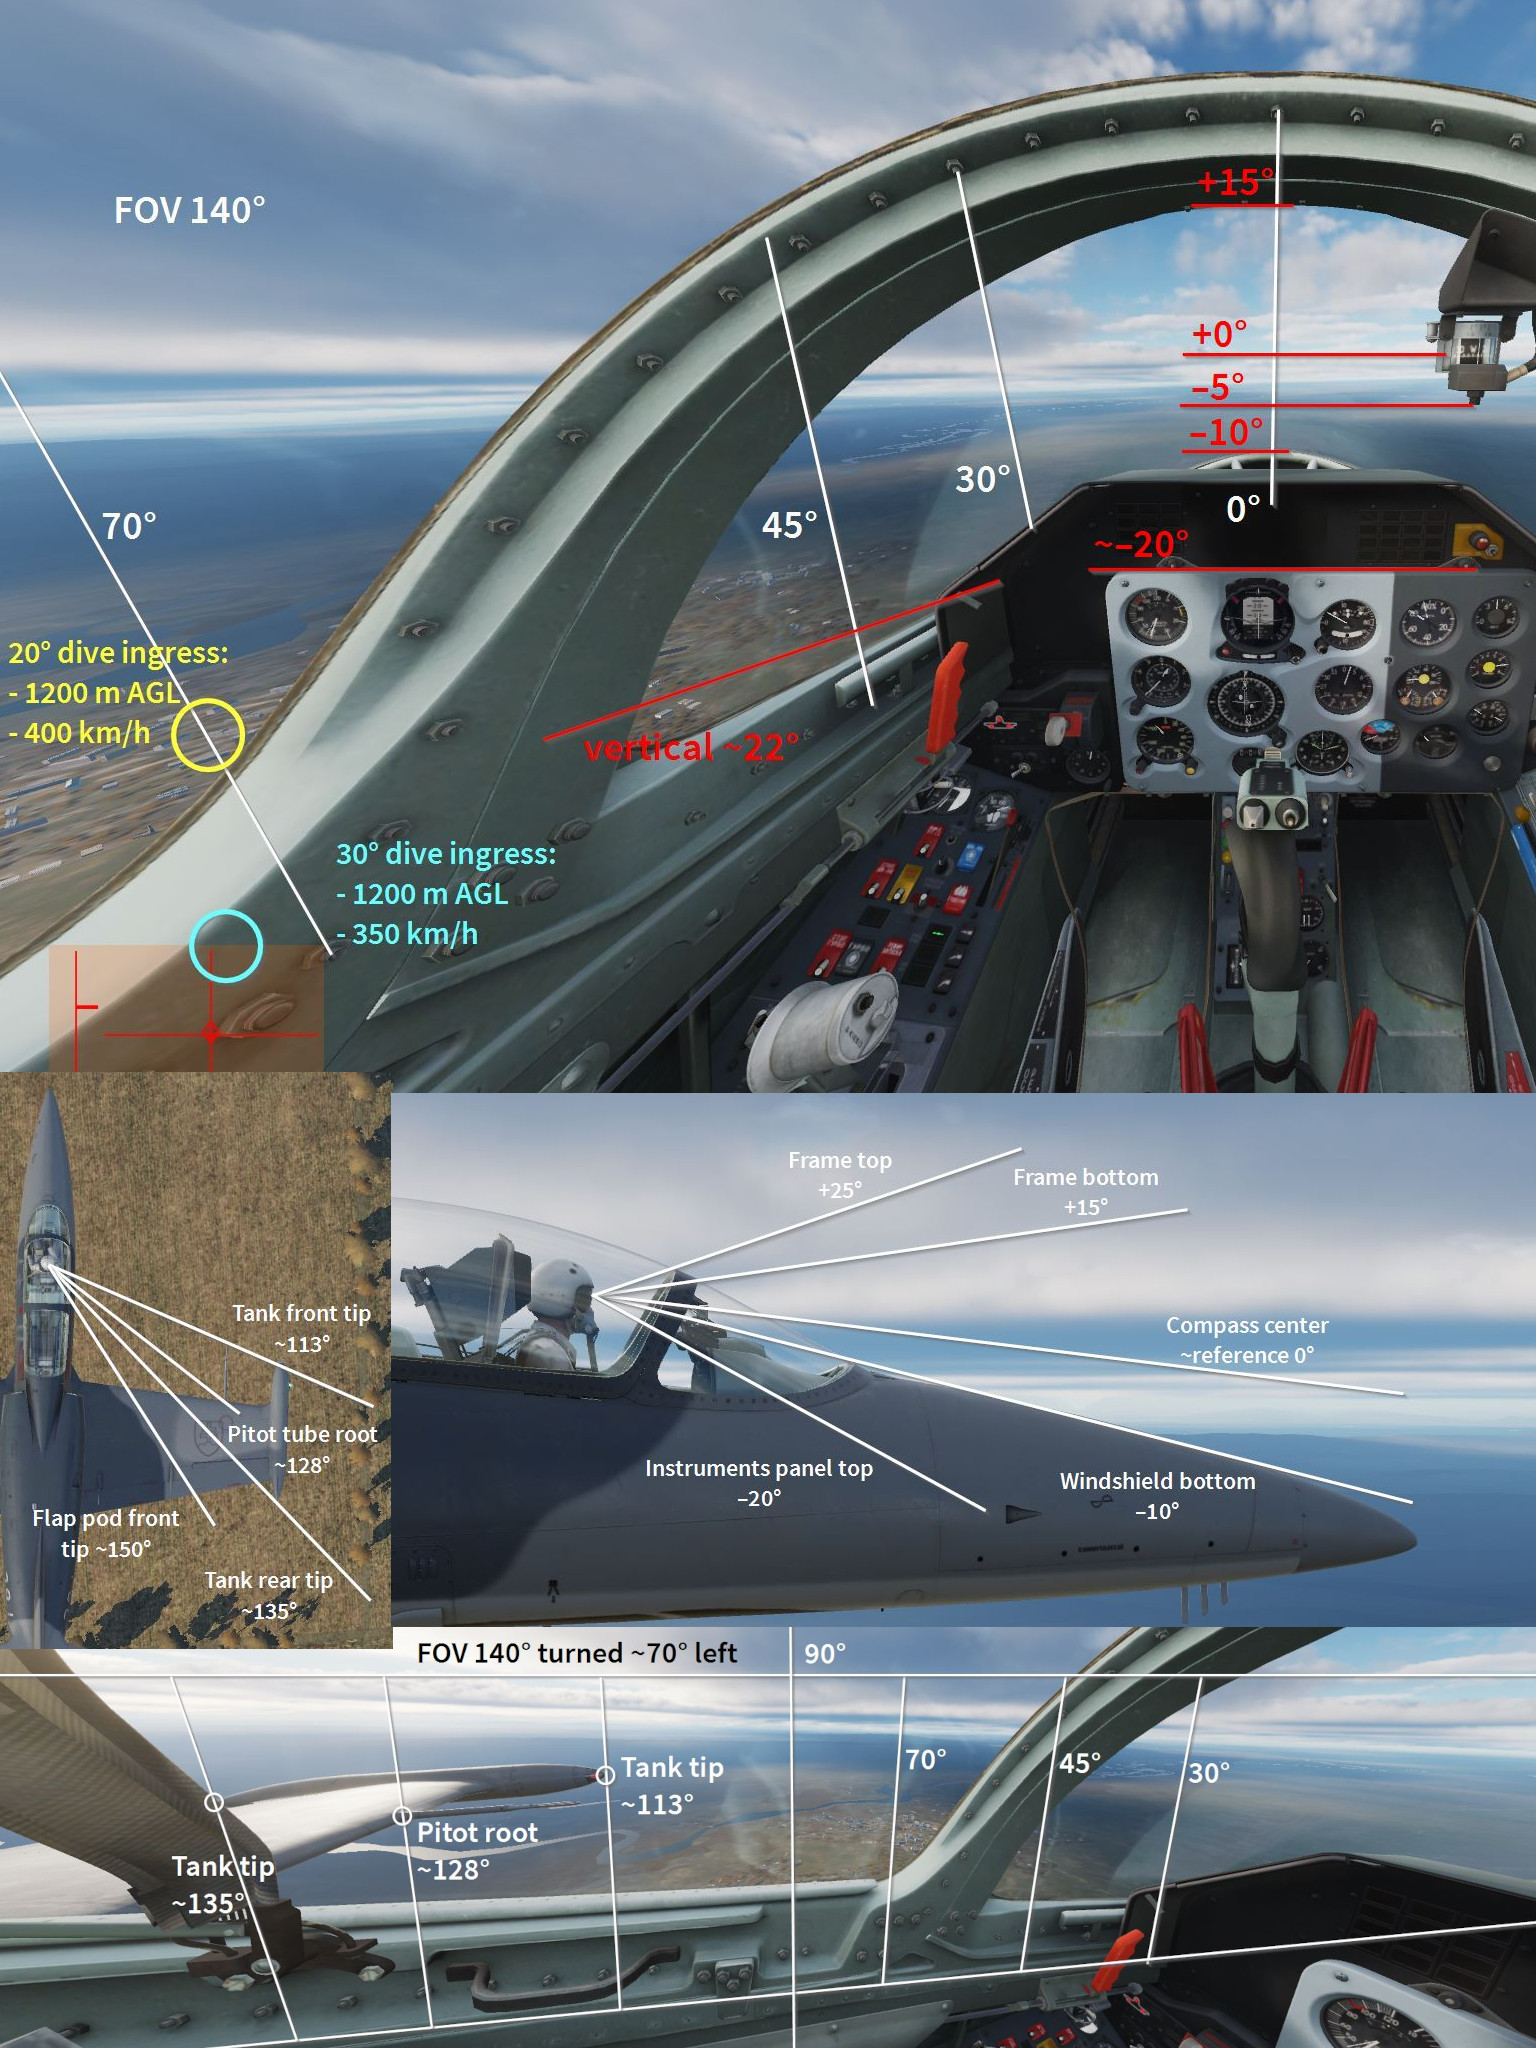 FOV 140°
+15°
+0°
–5°
–10°
0°
30°
45°
70°
~–20°
vertical ~22°
20° dive ingress:
- 1200 m AGL
- 400 km/h
30° dive ingress:
- 1200 m AGL
- 350 km/h
Tank front tip
~113°
Pitot tube root
~128°
Flap pod front
tip ~150°
Tank rear tip
~135°
Frame top
+25°
Frame bottom
+15°
Compass center
~reference 0°
Instruments panel top
–20°
Windshield bottom
–10°
FOV 140° turned ~70° left
90°
70°
45°
30°
Tank tip
~113°
Pitot root
~128°
Tank tip
~135°